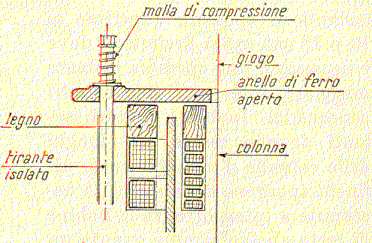 molla di compressione
giogo
anello di ferro
aperto
legno
tirante
isolato
colonna